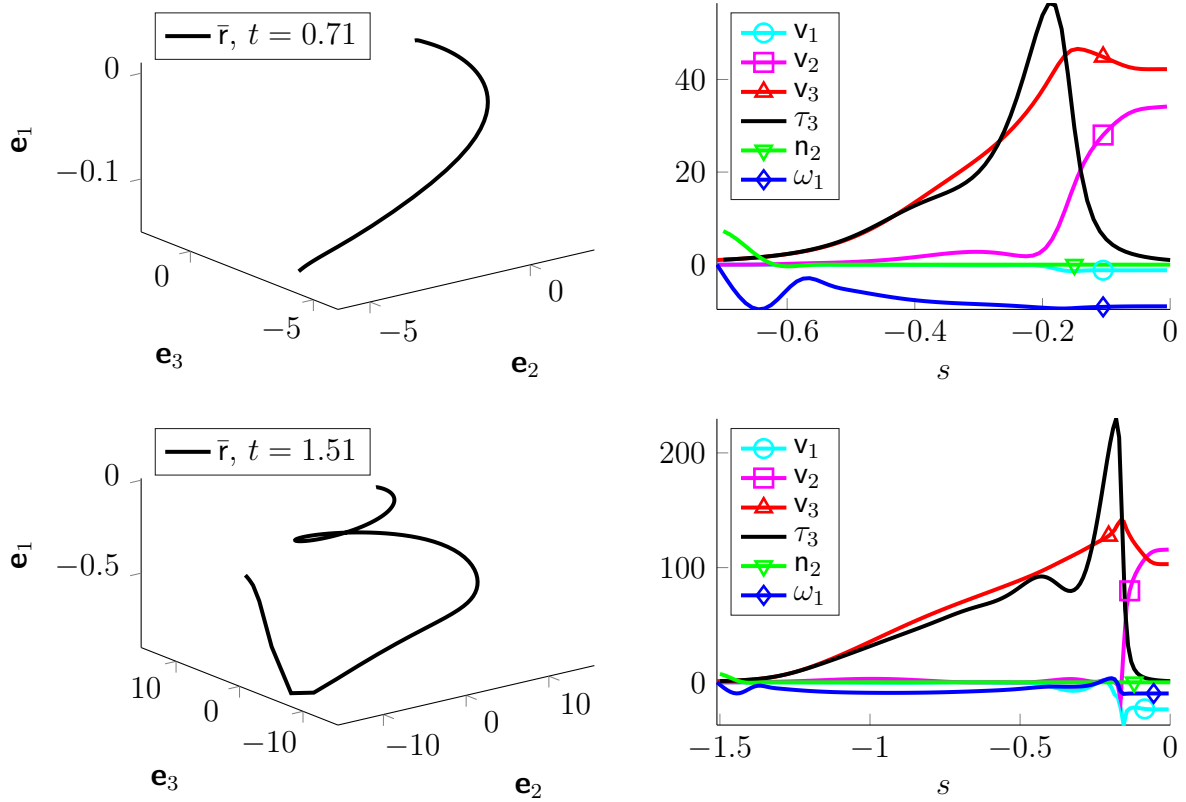 r̄, t = 0.71
0
−0.1
e₁
0
−5
e₃
−5
0
e₂
v₁
v₂
v₃
τ₃
n₂
ω₁
40
20
0
−0.6
−0.4
−0.2
0
s
r̄, t = 1.51
0
−0.5
e₁
10
0
−10
e₃
−10
0
10
e₂
v₁
v₂
v₃
τ₃
n₂
ω₁
200
100
0
−1.5
−1
−0.5
0
s